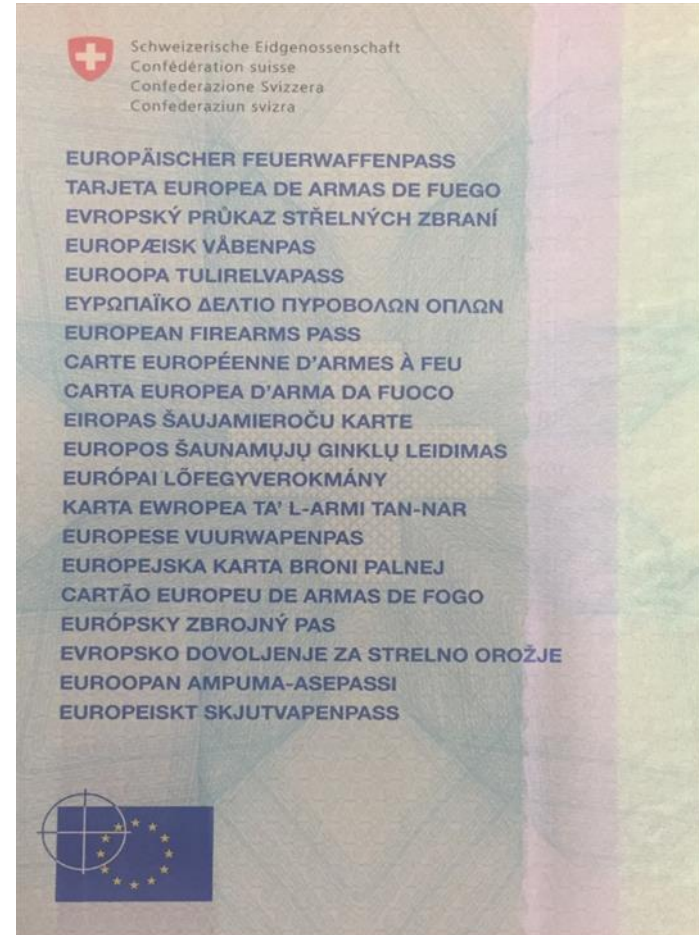 Schweizerische Eidgenossenschaft
Confédération suisse
Confederazione Svizzera
Confederaziun svizra
EUROPÄISCHER FEUERWAFFENPASS
TARJETA EUROPEA DE ARMAS DE FUEGO
EVROPSKÝ PRŮKAZ STŘELNÝCH ZBRANÍ
EUROPÆISK VÅBENPAS
EUROOPA TULIRELVAPASS
ΕΥΡΩΠΑΪΚΟ ΔΕΛΤΙΟ ΠΥΡΟΒΟΛΩΝ ΟΠΛΩΝ
EUROPEAN FIREARMS PASS
CARTE EUROPÉENNE D'ARMES À FEU
CARTA EUROPEA D'ARMA DA FUOCO
EIROPAS ŠAUJAMIEROČU KARTE
EUROPOS ŠAUNAMŲJŲ GINKLŲ LEIDIMAS
EURÓPAI LŐFEGYVEROKMÁNY
KARTA EWROPEA TA' L-ARMI TAN-NAR
EUROPESE VUURWAPENPAS
EUROPEJSKA KARTA BRONI PALNEJ
CARTÃO EUROPEU DE ARMAS DE FOGO
EURÓPSKY ZBROJNÝ PAS
EVROPSKO DOVOLJENJE ZA STRELNO OROŽJE
EUROOPAN AMPUMA-ASEPASSI
EUROPEISKT SKJUTVAPENPASS